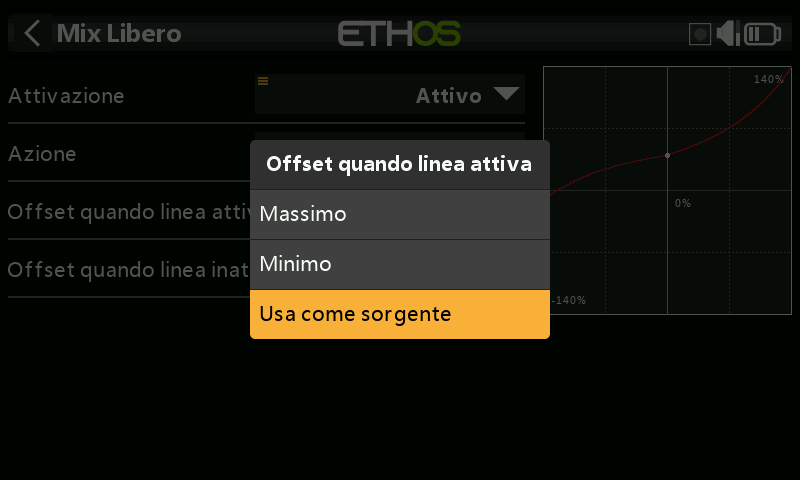 Mix Libero
ETHOS
Attivazione
Attivo
140%
Azione
Offset quando linea attiva
Massimo
Offset quando linea attiv
0%
Minimo
Offset quando linea inat
-140%
Usa come sorgente